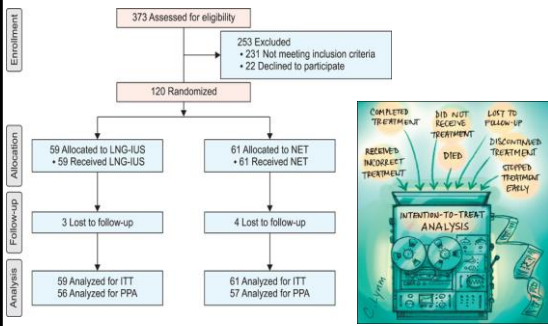 Enrollment
373 Assessed for eligibility
253 Excluded
• 231 Not meeting inclusion criteria
• 22 Declined to participate
120 Randomized
Allocation
59 Allocated to LNG-IUS
• 59 Received LNG-IUS
61 Allocated to NET
• 61 Received NET
Follow-up
3 Lost to follow-up
4 Lost to follow-up
Analysis
59 Analyzed for ITT
56 Analyzed for PPA
61 Analyzed for ITT
57 Analyzed for PPA
COMPLETED
TREATMENT
DID NOT
RECEIVE
TREATMENT
LOST TO
FOLLOW-UP
RECEIVED
INCORRECT
TREATMENT
DIED
DISCONTINUED
TREATMENT
STOPPED
TREATMENT
EARLY
INTENTION-TO-TREAT
ANALYSIS